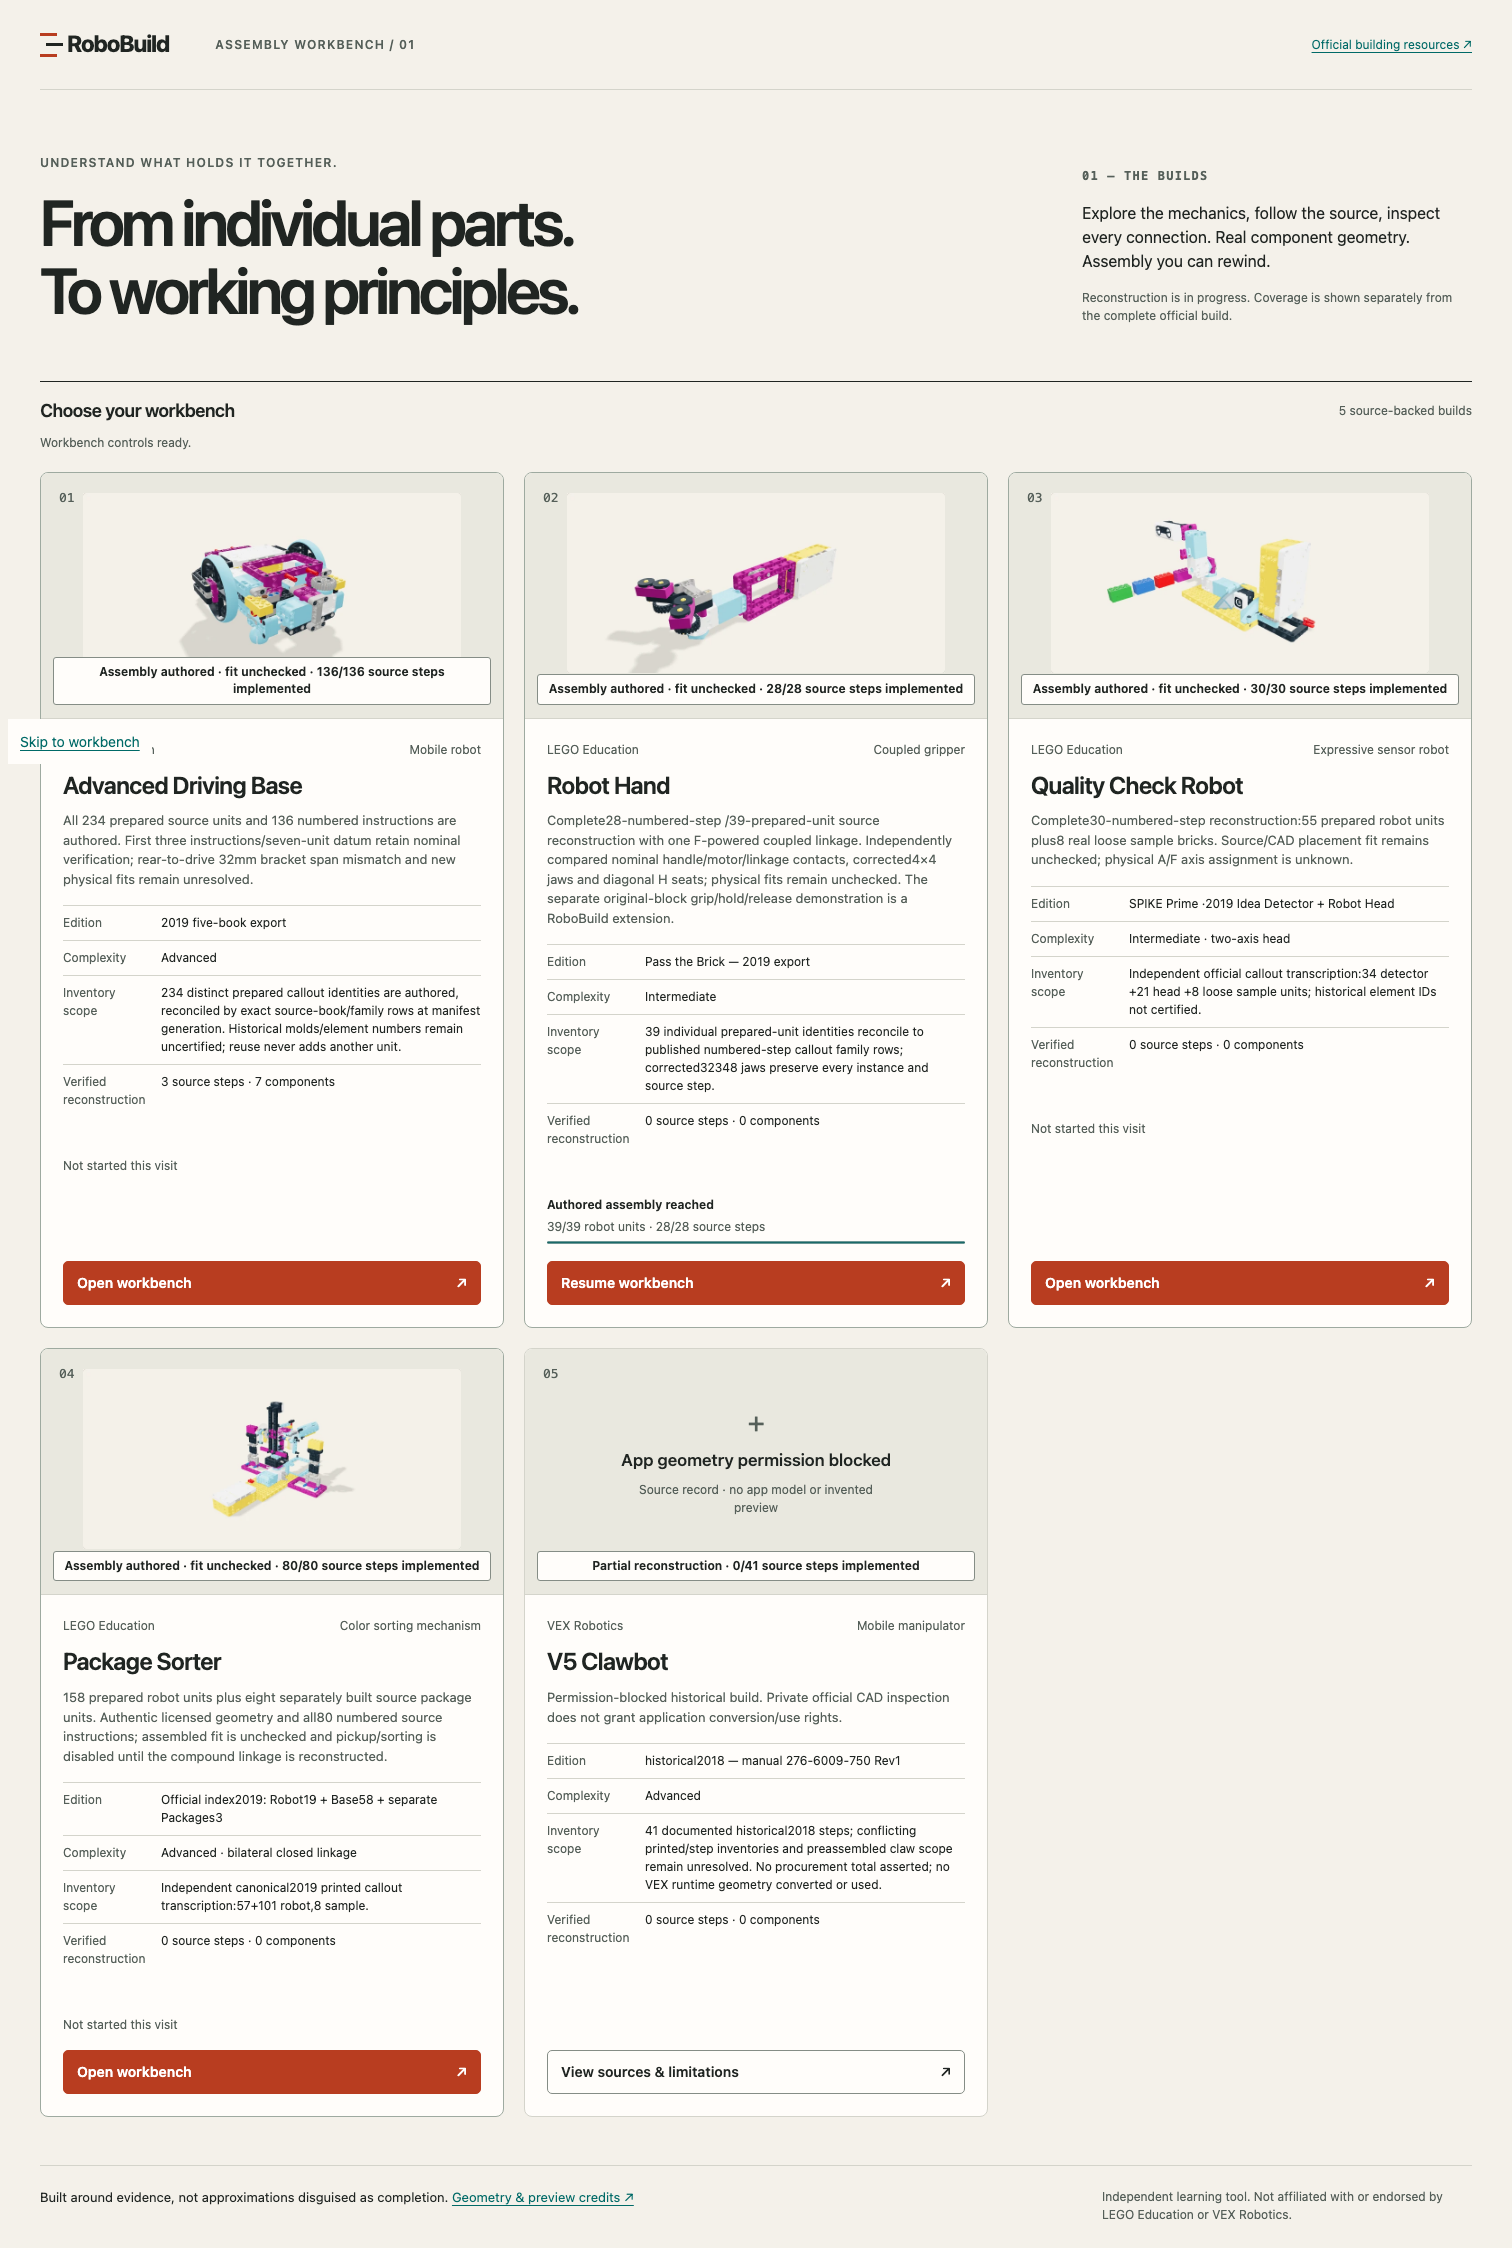 RoboBuild
ASSEMBLY WORKBENCH / 01
Official building resources ↗
UNDERSTAND WHAT HOLDS IT TOGETHER.
From individual parts.
To working principles.
01 — THE BUILDS
Explore the mechanics, follow the source, inspect
every connection. Real component geometry.
Assembly you can rewind.
Reconstruction is in progress. Coverage is shown separately from
the complete official build.
Choose your workbench
5 source-backed builds
Workbench controls ready.
01
Assembly authored · fit unchecked · 136/136 source steps
implemented
Skip to workbench
Mobile robot
Advanced Driving Base
All 234 prepared source units and 136 numbered instructions are
authored. First three instructions/seven-unit datum retain nominal
verification; rear-to-drive 32mm bracket span mismatch and new
physical fits remain unresolved.
Edition
2019 five-book export
Complexity
Advanced
Inventory
scope
234 distinct prepared callout identities are authored,
reconciled by exact source-book/family rows at manifest
generation. Historical molds/element numbers remain
uncertified; reuse never adds another unit.
Verified
reconstruction
3 source steps · 7 components
Not started this visit
Open workbench ↗
02
Assembly authored · fit unchecked · 28/28 source steps implemented
LEGO Education
Coupled gripper
Robot Hand
Complete28-numbered-step /39-prepared-unit source
reconstruction with one F-powered coupled linkage. Independently
compared nominal handle/motor/linkage contacts, corrected4×4
jaws and diagonal H seats; physical fits remain unchecked. The
separate original-block grip/hold/release demonstration is a
RoboBuild extension.
Edition
Pass the Brick — 2019 export
Complexity
Intermediate
Inventory
scope
39 individual prepared-unit identities reconcile to
published numbered-step callout family rows;
corrected32348 jaws preserve every instance and
source step.
Verified
reconstruction
0 source steps · 0 components
Authored assembly reached
39/39 robot units · 28/28 source steps
Resume workbench ↗
03
Assembly authored · fit unchecked · 30/30 source steps implemented
LEGO Education
Expressive sensor robot
Quality Check Robot
Complete30-numbered-step reconstruction:55 prepared robot units
plus8 real loose sample bricks. Source/CAD placement fit remains
unchecked; physical A/F axis assignment is unknown.
Edition
SPIKE Prime ·2019 Idea Detector + Robot Head
Complexity
Intermediate · two-axis head
Inventory
scope
Independent official callout transcription:34 detector
+21 head +8 loose sample units; historical element IDs
not certified.
Verified
reconstruction
0 source steps · 0 components
Not started this visit
Open workbench ↗
04
Assembly authored · fit unchecked · 80/80 source steps implemented
LEGO Education
Color sorting mechanism
Package Sorter
158 prepared robot units plus eight separately built source package
units. Authentic licensed geometry and all80 numbered source
instructions; assembled fit is unchecked and pickup/sorting is
disabled until the compound linkage is reconstructed.
Edition
Official index2019: Robot19 + Base58 + separate
Packages3
Complexity
Advanced · bilateral closed linkage
Inventory
scope
Independent canonical2019 printed callout
transcription:57+101 robot,8 sample.
Verified
reconstruction
0 source steps · 0 components
Not started this visit
Open workbench ↗
05
+
App geometry permission blocked
Source record · no app model or invented
preview
Partial reconstruction · 0/41 source steps implemented
VEX Robotics
Mobile manipulator
V5 Clawbot
Permission-blocked historical build. Private official CAD inspection
does not grant application conversion/use rights.
Edition
historical2018 — manual 276-6009-750 Rev1
Complexity
Advanced
Inventory
scope
41 documented historical2018 steps; conflicting
printed/step inventories and preassembled claw scope
remain unresolved. No procurement total asserted; no
VEX runtime geometry converted or used.
Verified
reconstruction
0 source steps · 0 components
View sources & limitations ↗
Built around evidence, not approximations disguised as completion. Geometry & preview credits ↗
Independent learning tool. Not affiliated with or endorsed by
LEGO Education or VEX Robotics.